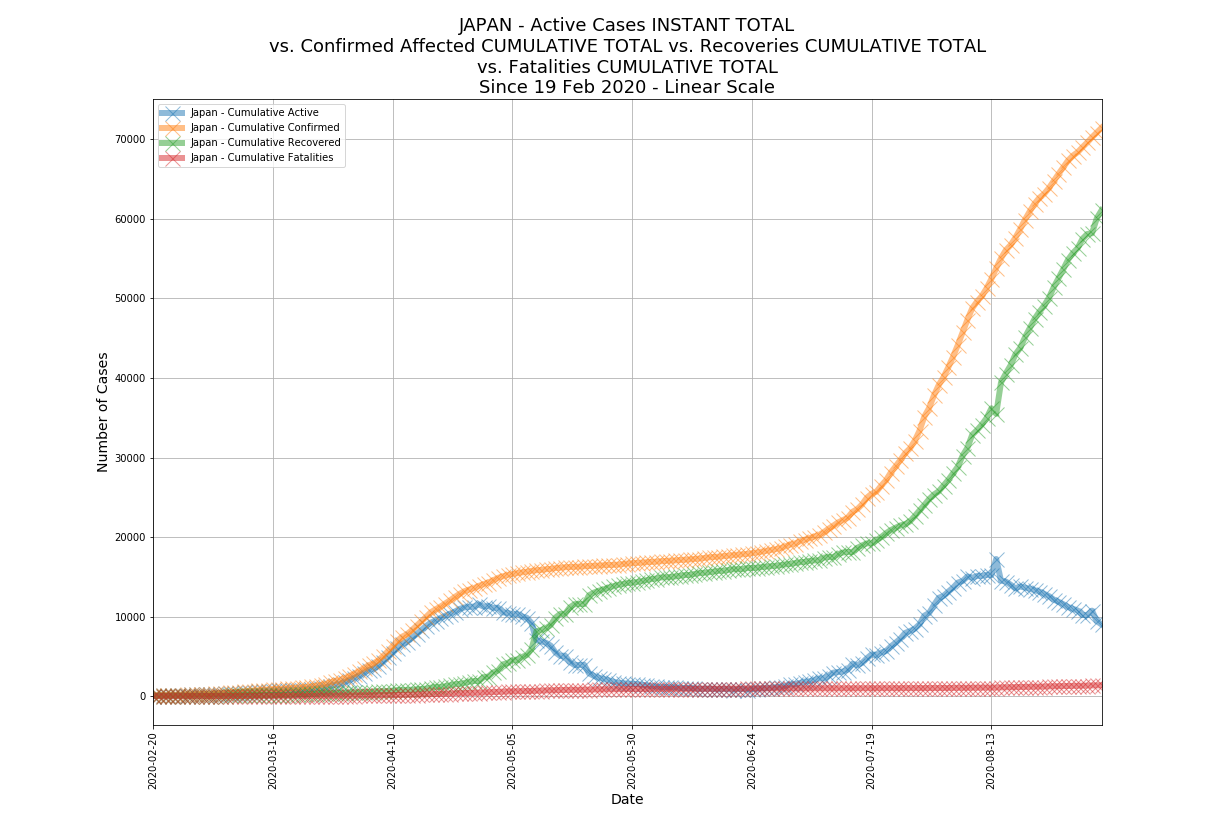 JAPAN - Active Cases INSTANT TOTAL
vs. Confirmed Affected CUMULATIVE TOTAL vs. Recoveries CUMULATIVE TOTAL
vs. Fatalities CUMULATIVE TOTAL
Since 19 Feb 2020 - Linear Scale
Japan - Cumulative Active
Japan - Cumulative Confirmed
Japan - Cumulative Recovered
Japan - Cumulative Fatalities
70000
60000
50000
40000
30000
20000
10000
0
Number of Cases
2020-02-20
2020-03-16
2020-04-10
2020-05-05
2020-05-30
2020-06-24
2020-07-19
2020-08-13
Date